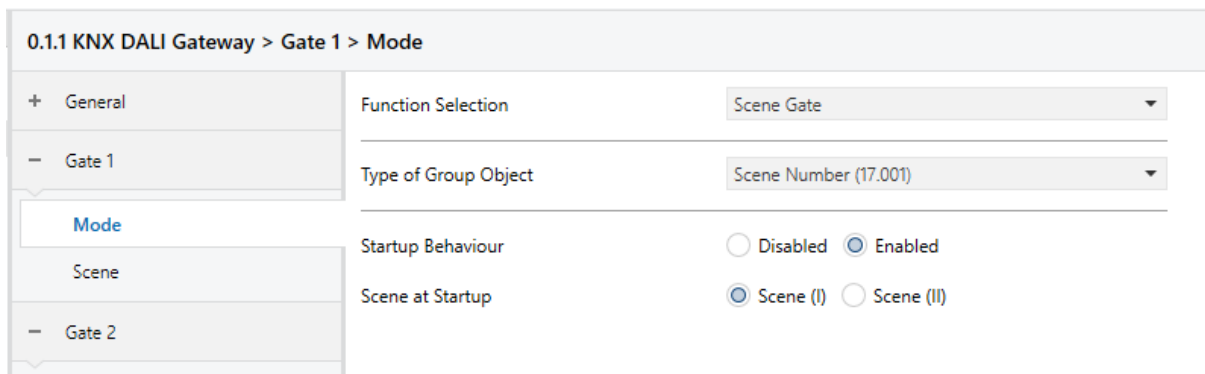 0.1.1 KNX DALI Gateway > Gate 1 > Mode
+ General
Function Selection Scene Gate
− Gate 1
Type of Group Object Scene Number (17.001)
Mode
Startup Behaviour Disabled Enabled
Scene
Scene at Startup Scene (I) Scene (II)
− Gate 2